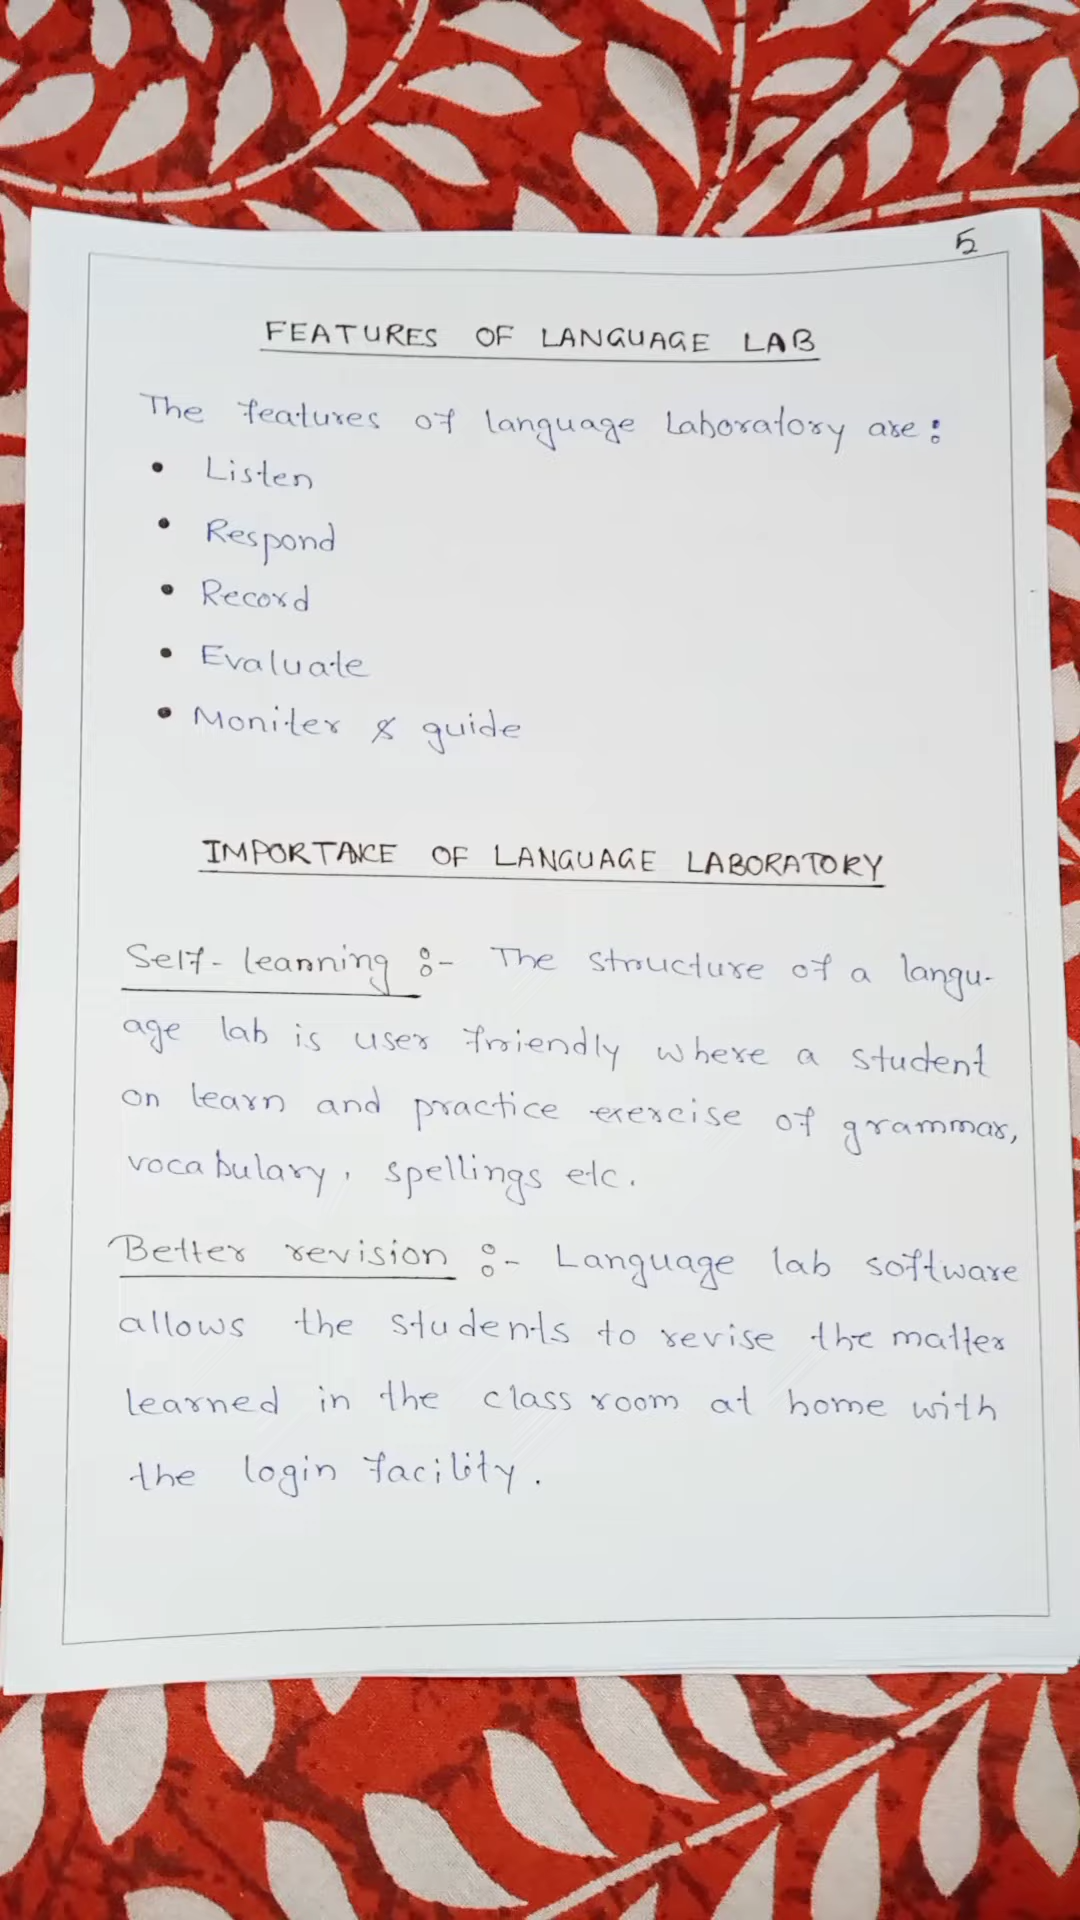 5
FEATURES OF LANGUAGE LAB
The features of language Laboratory are :
• Listen
• Respond
• Record
• Evaluate
• Moniter & guide
IMPORTANCE OF LANGUAGE LABORATORY
Self-learning :- The structure of a langu-
age lab is user friendly where a student
on learn and practice exercise of grammar,
vocabulary, spellings etc.
Better revision :- Language lab software
allows the students to revise the matter
learned in the class room at home with
the login facility.